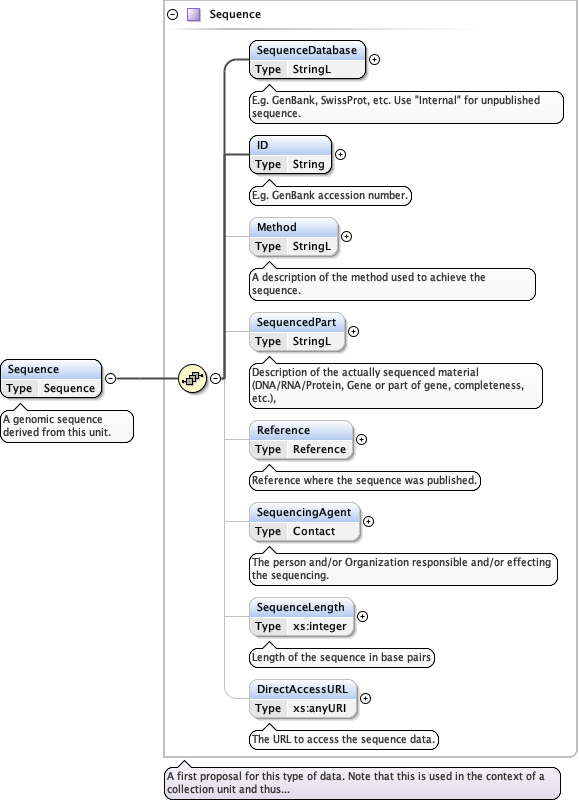 Sequence
SequenceDatabase
Type StringL
E.g. GenBank, SwissProt, etc. Use "Internal" for unpublished
sequence.
ID
Type String
E.g. GenBank accession number.
Method
Type StringL
A description of the method used to achieve the
sequence.
SequencedPart
Type StringL
Sequence
Type Sequence
A genomic sequence
derived from this unit.
Description of the actually sequenced material
(DNA/RNA/Protein, Gene or part of gene, completeness,
etc.),
Reference
Type Reference
Reference where the sequence was published.
SequencingAgent
Type Contact
The person and/or Organization responsible and/or effecting
the sequencing.
SequenceLength
Type xs:integer
Length of the sequence in base pairs
DirectAccessURL
Type xs:anyURI
The URL to access the sequence data.
A first proposal for this type of data. Note that this is used in the context of a
collection unit and thus...